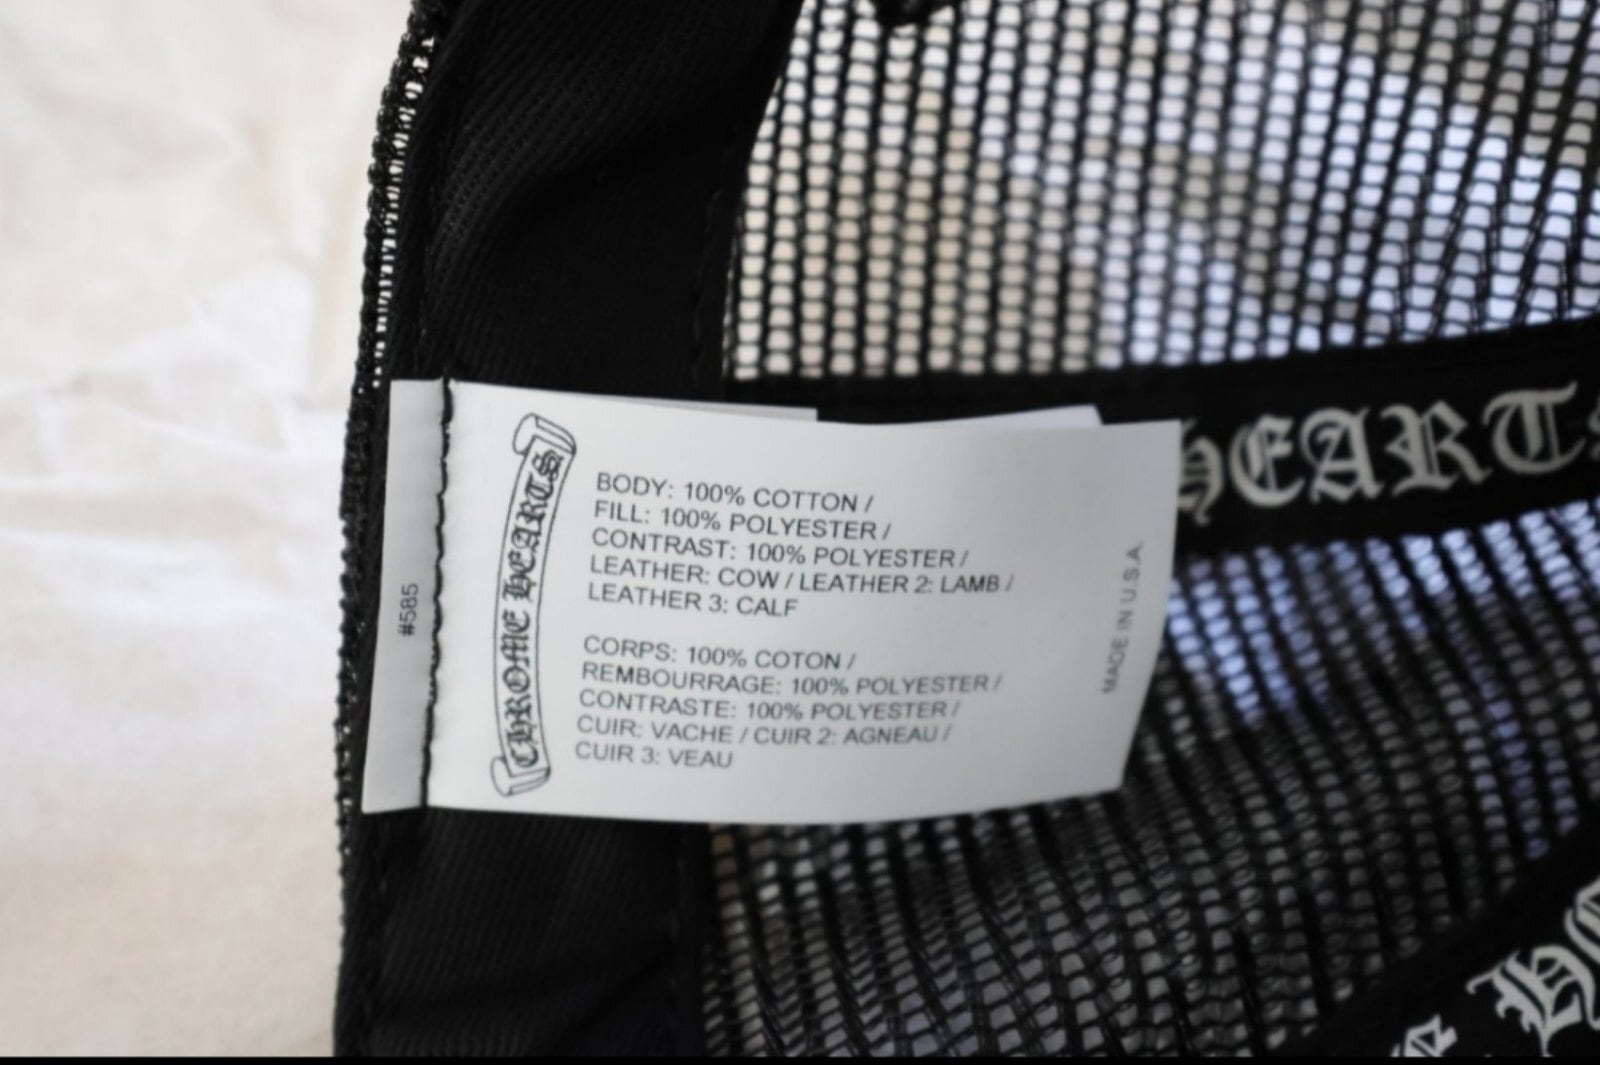 #585
CHROME HEARTS
BODY: 100% COTTON /
FILL: 100% POLYESTER /
CONTRAST: 100% POLYESTER /
LEATHER: COW / LEATHER 2: LAMB /
LEATHER 3: CALF
CORPS: 100% COTON /
REMBOURRAGE: 100% POLYESTER /
CONTRASTE: 100% POLYESTER /
CUIR: VACHE / CUIR 2: AGNEAU /
CUIR 3: VEAU
MADE IN U.S.A.
HEARTS